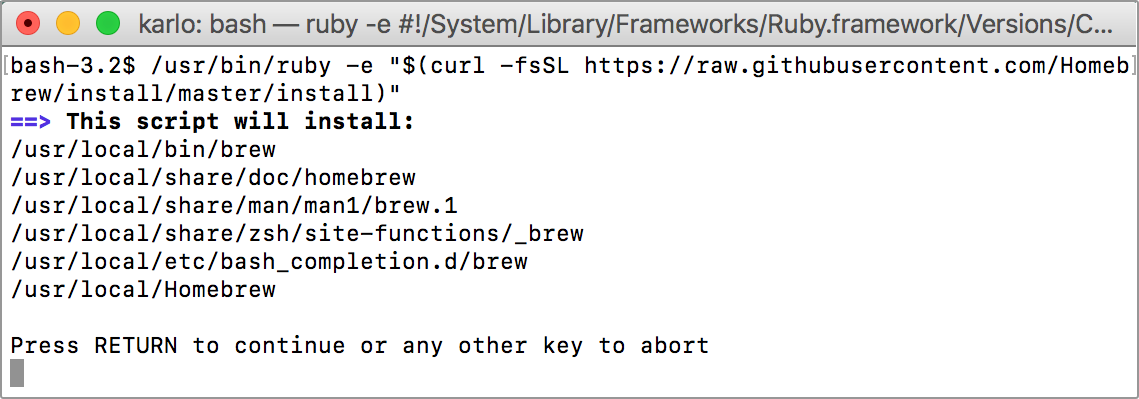 karlo: bash — ruby -e #!/System/Library/Frameworks/Ruby.framework/Versions/C...
[bash-3.2$ /usr/bin/ruby -e "$(curl -fsSL https://raw.githubusercontent.com/Homeb]
rew/install/master/install)"
==> This script will install:
/usr/local/bin/brew
/usr/local/share/doc/homebrew
/usr/local/share/man/man1/brew.1
/usr/local/share/zsh/site-functions/_brew
/usr/local/etc/bash_completion.d/brew
/usr/local/Homebrew
Press RETURN to continue or any other key to abort